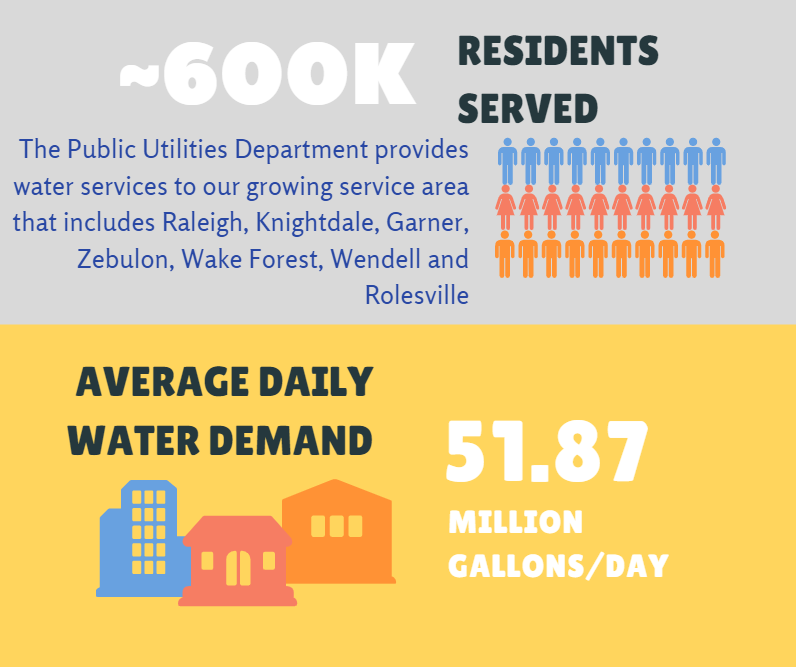 ~600K
RESIDENTS
SERVED
The Public Utilities Department provides
water services to our growing service area
that includes Raleigh, Knightdale, Garner,
Zebulon, Wake Forest, Wendell and
Rolesville
AVERAGE DAILY
WATER DEMAND
51.87
MILLION
GALLONS/DAY